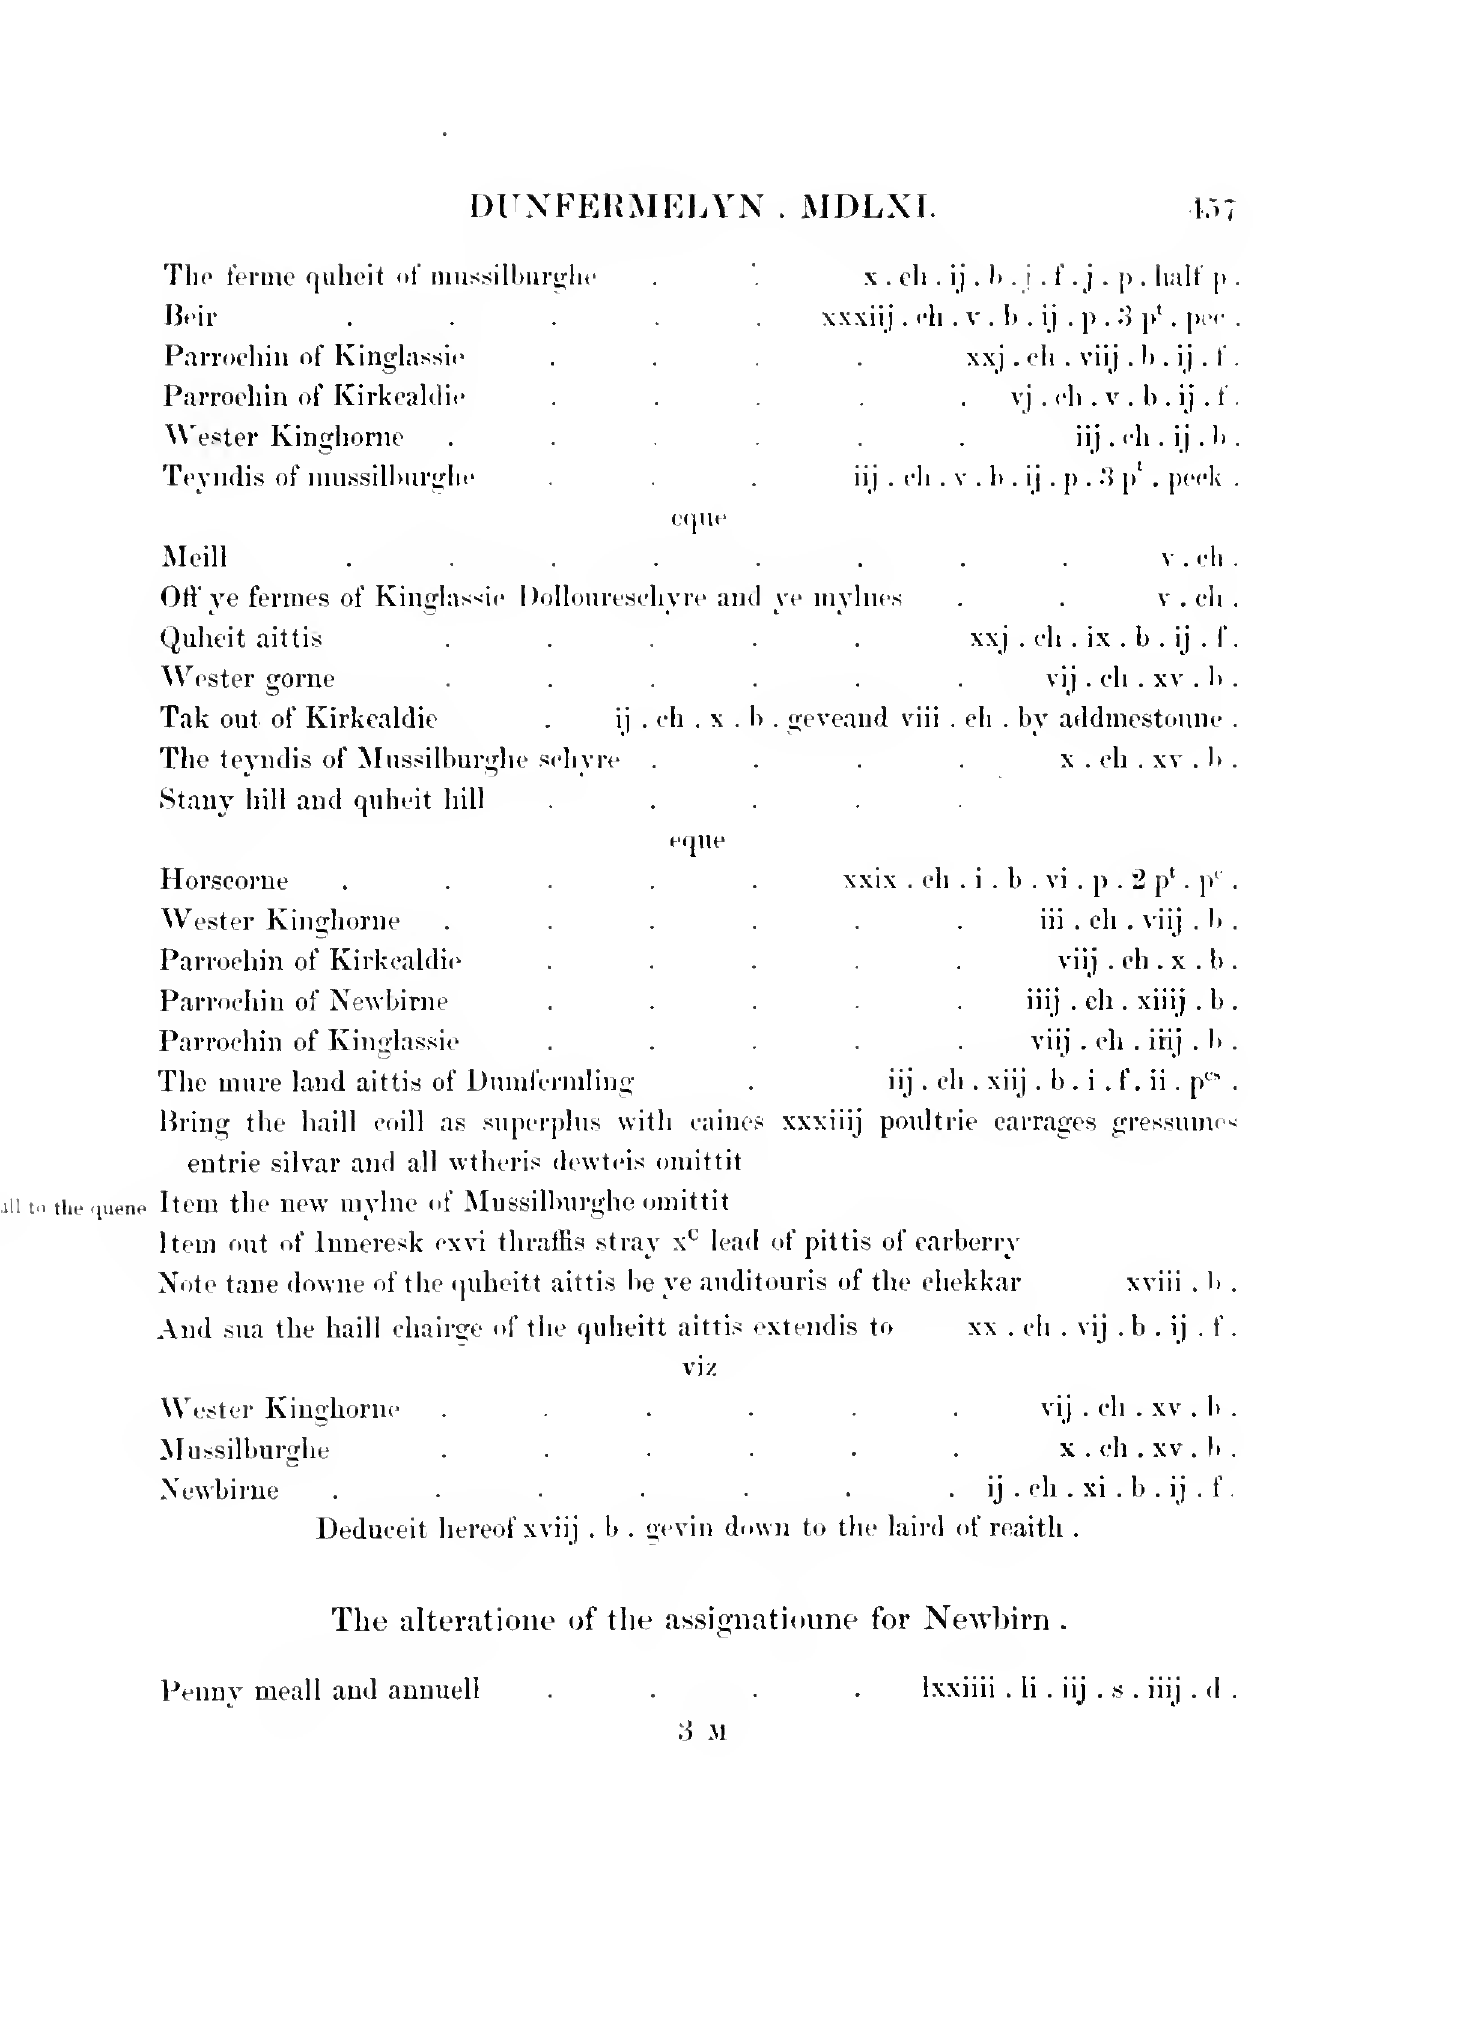 DUNFERMELYN . MDLXI. 457
The ferme quheit of mussilburghe . . x . ch . ij . b . j . f . j . p . half p .
Beir . . . . . xxxiij . ch . v . b . ij . p . 3 pt . pec .
Parrochin of Kinglassie . . . . xxj . ch . viij . b . ij . f .
Parrochin of Kirkcaldie . . . . . vj . ch . v . b . ij . f .
Wester Kinghorne . . . . . . iij . ch . ij . b .
Teyndis of mussilburghe . . . iij . ch . v . b . ij . p . 3 pt . peck .
eque
Meill . . . . . . . . v . ch .
Off ye fermes of Kinglassie Dolloureschyre and ye mylnes . . v . ch .
Quheit aittis . . . . . xxj . ch . ix . b . ij . f .
Wester gorne . . . . . . vij . ch . xv . b .
Tak out of Kirkcaldie . ij . ch . x . b . geveand viii . ch . by addmestoune .
The teyndis of Mussilburghe schyre . . . . x . ch . xv . b .
Stany hill and quheit hill . . . . .
eque
Horscorne . . . . . xxix . ch . i . b . vi . p . 2 pt . pc .
Wester Kinghorne . . . . . . iii . ch . viij . b .
Parrochin of Kirkcaldie . . . . . viij . ch . x . b .
Parrochin of Newbirne . . . . . iiij . ch . xiiij . b .
Parrochin of Kinglassie . . . . . viij . ch . iiij . b .
The mure land aittis of Dumfermling . iij . ch . xiij . b . i . f . ii . pcs .
Bring the haill coill as superplus with caines xxxiiij poultrie carrages gressumes
entrie silvar and all wtheris dewteis omittit
all to the quene Item the new mylne of Mussilburghe omittit
Item out of Inneresk cxvi thraffis stray xc lead of pittis of carberry
Note tane downe of the quheitt aittis be ye auditouris of the chekkar xviii . b .
And sua the haill chairge of the quheitt aittis extendis to xx . ch . vij . b . ij . f .
viz
Wester Kinghorne . . . . . . vij . ch . xv . b .
Mussilburghe . . . . . . x . ch . xv . b .
Newbirne . . . . . . . ij . ch . xi . b . ij . f .
Deduceit hereof xviij . b . gevin down to the laird of reaith .
The alteratione of the assignatioune for Newbirn .
Penny meall and annuell . . . . lxxiiii . li . iij . s . iiij . d .
3 M